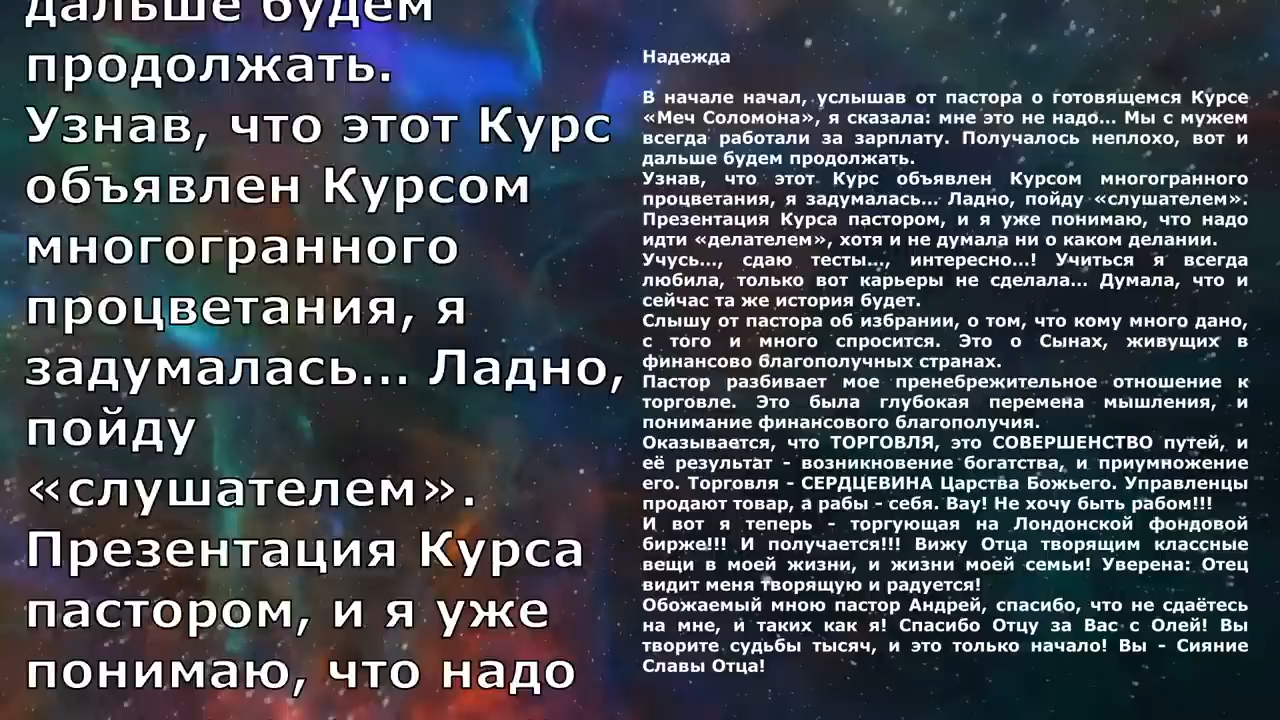 дальше будем
продолжать.
Узнав, что этот Курс
объявлен Курсом
многогранного
процветания, я
задумалась... Ладно,
пойду
«слушателем».
Презентация Курса
пастором, и я уже
понимаю, что надо
Надежда
В начале начал, услышав от пастора о готовящемся Курсе
«Меч Соломона», я сказала: мне это не надо... Мы с мужем
всегда работали за зарплату. Получалось неплохо, вот и
дальше будем продолжать.
Узнав, что этот Курс объявлен Курсом многогранного
процветания, я задумалась... Ладно, пойду «слушателем».
Презентация Курса пастором, и я уже понимаю, что надо
идти «делателем», хотя и не думала ни о каком делании.
Учусь..., сдаю тесты..., интересно...! Учиться я всегда
любила, только вот карьеры не сделала... Думала, что и
сейчас та же история будет.
Слышу от пастора об избрании, о том, что кому много дано,
с того и много спросится. Это о Сынах, живущих в
финансово благополучных странах.
Пастор разбивает мое пренебрежительное отношение к
торговле. Это была глубокая перемена мышления, и
понимание финансового благополучия.
Оказывается, что ТОРГОВЛЯ, это СОВЕРШЕНСТВО путей, и
её результат - возникновение богатства, и приумножение
его. Торговля - СЕРДЦЕВИНА Царства Божьего. Управленцы
продают товар, а рабы - себя. Вау! Не хочу быть рабом!!!
И вот я теперь - торгующая на Лондонской фондовой
бирже!!! И получается!!! Вижу Отца творящим классные
вещи в моей жизни, и жизни моей семьи! Уверена: Отец
видит меня творящую и радуется!
Обожаемый мною пастор Андрей, спасибо, что не сдаётесь
на мне, и таких как я! Спасибо Отцу за Вас с Олей! Вы
творите судьбы тысяч, и это только начало! Вы - Сияние
Славы Отца!